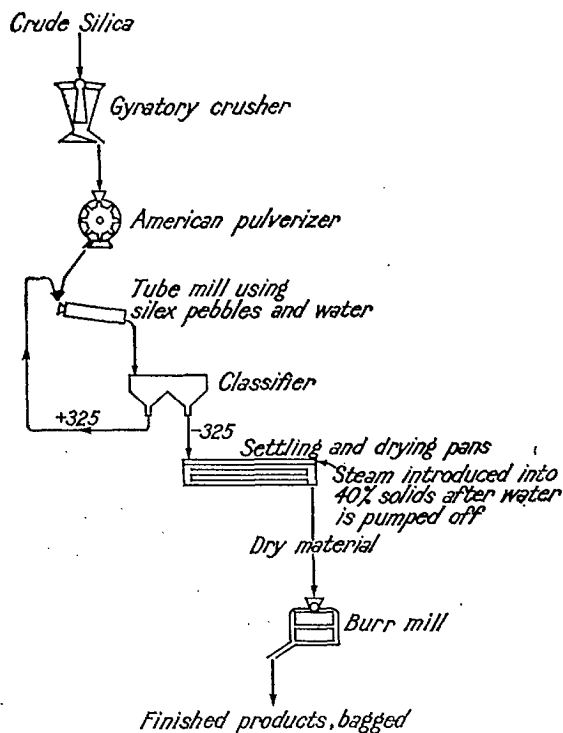 Crude Silica
Gyratory crusher
American pulverizer
Tube mill using
silex pebbles and water
Classifier
+325
-325
Settling and drying pans
Steam introduced into
40% solids after water
is pumped off
Dry material
Burr mill
Finished products, bagged